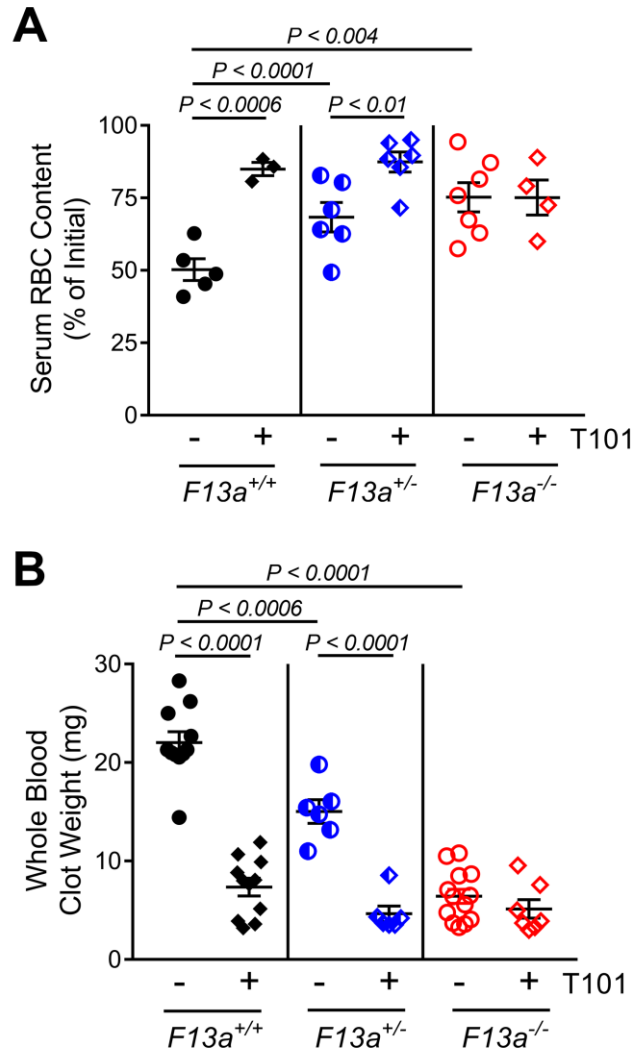 A
P < 0.004
P < 0.0001
P < 0.0006 P < 0.01
100
75
50
25
0
Serum RBC Content
(% of Initial)
- + - + - + T101
F13a+/+ F13a+/- F13a-/-
B
P < 0.0001
P < 0.0006
P < 0.0001 P < 0.0001
30
20
10
0
Whole Blood
Clot Weight (mg)
- + - + - + T101
F13a+/+ F13a+/- F13a-/-